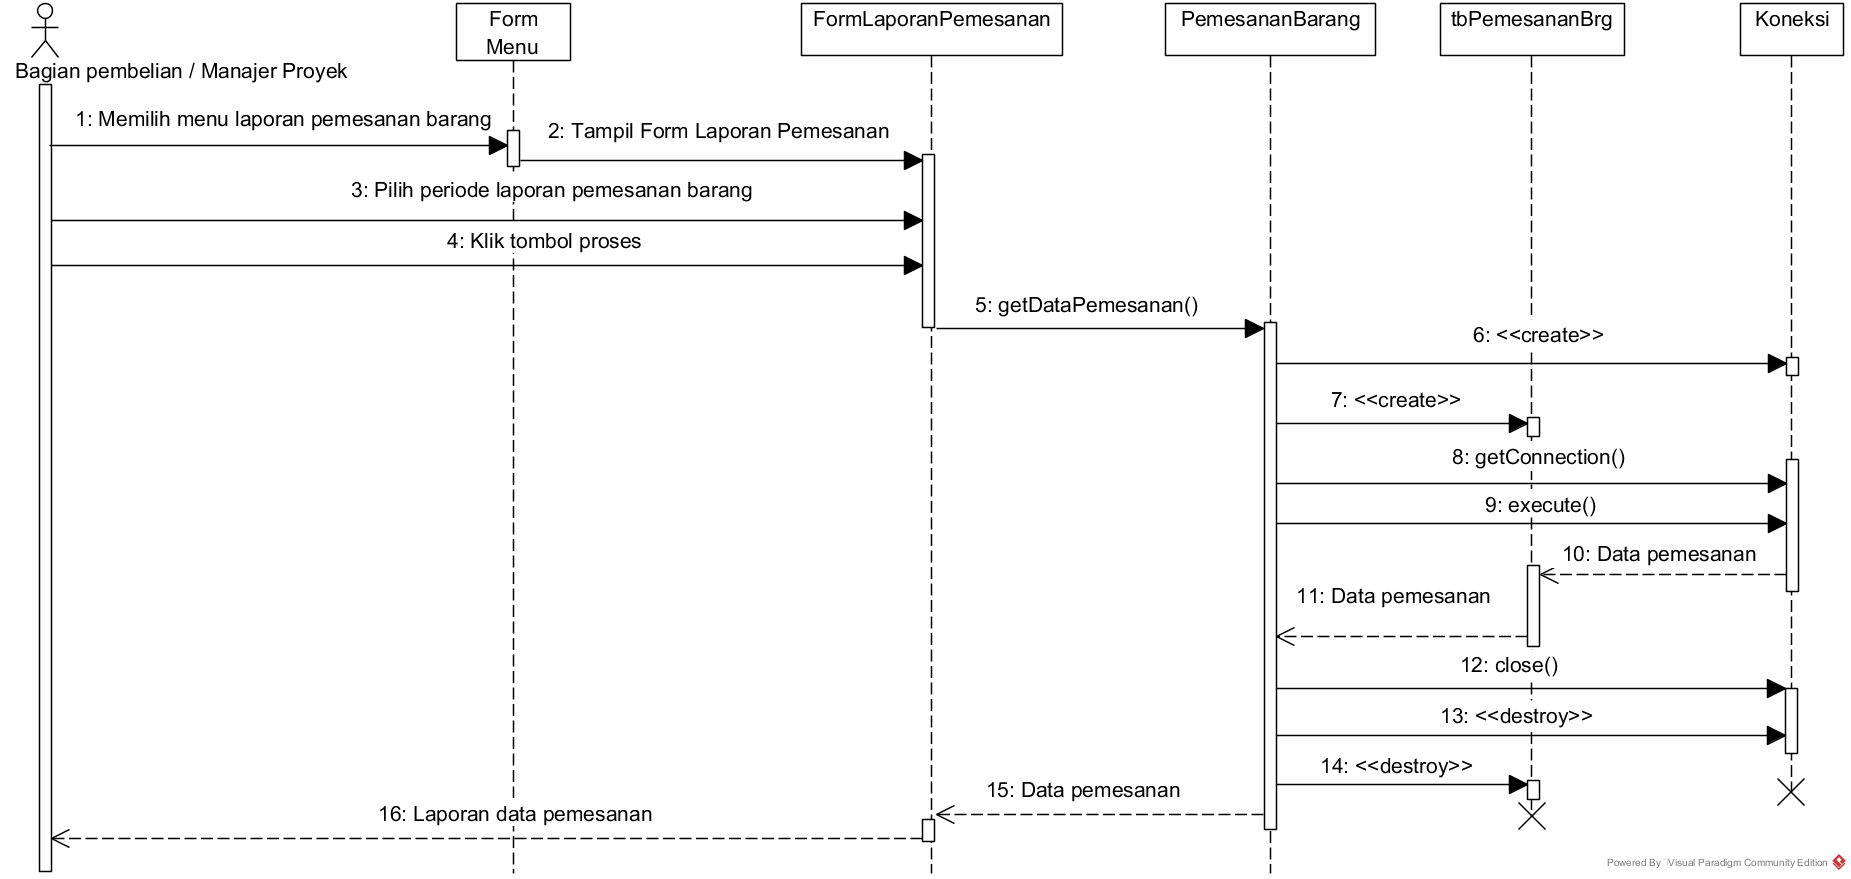 Form
Menu
FormLaporanPemesanan
PemesananBarang
tbPemesananBrg
Koneksi
Bagian pembelian / Manajer Proyek
1: Memilih menu laporan pemesanan barang
2: Tampil Form Laporan Pemesanan
3: Pilih periode laporan pemesanan barang
4: Klik tombol proses
5: getDataPemesanan()
6: <<create>>
7: <<create>>
8: getConnection()
9: execute()
10: Data pemesanan
11: Data pemesanan
12: close()
13: <<destroy>>
14: <<destroy>>
15: Data pemesanan
16: Laporan data pemesanan
Powered By Visual Paradigm Community Edition